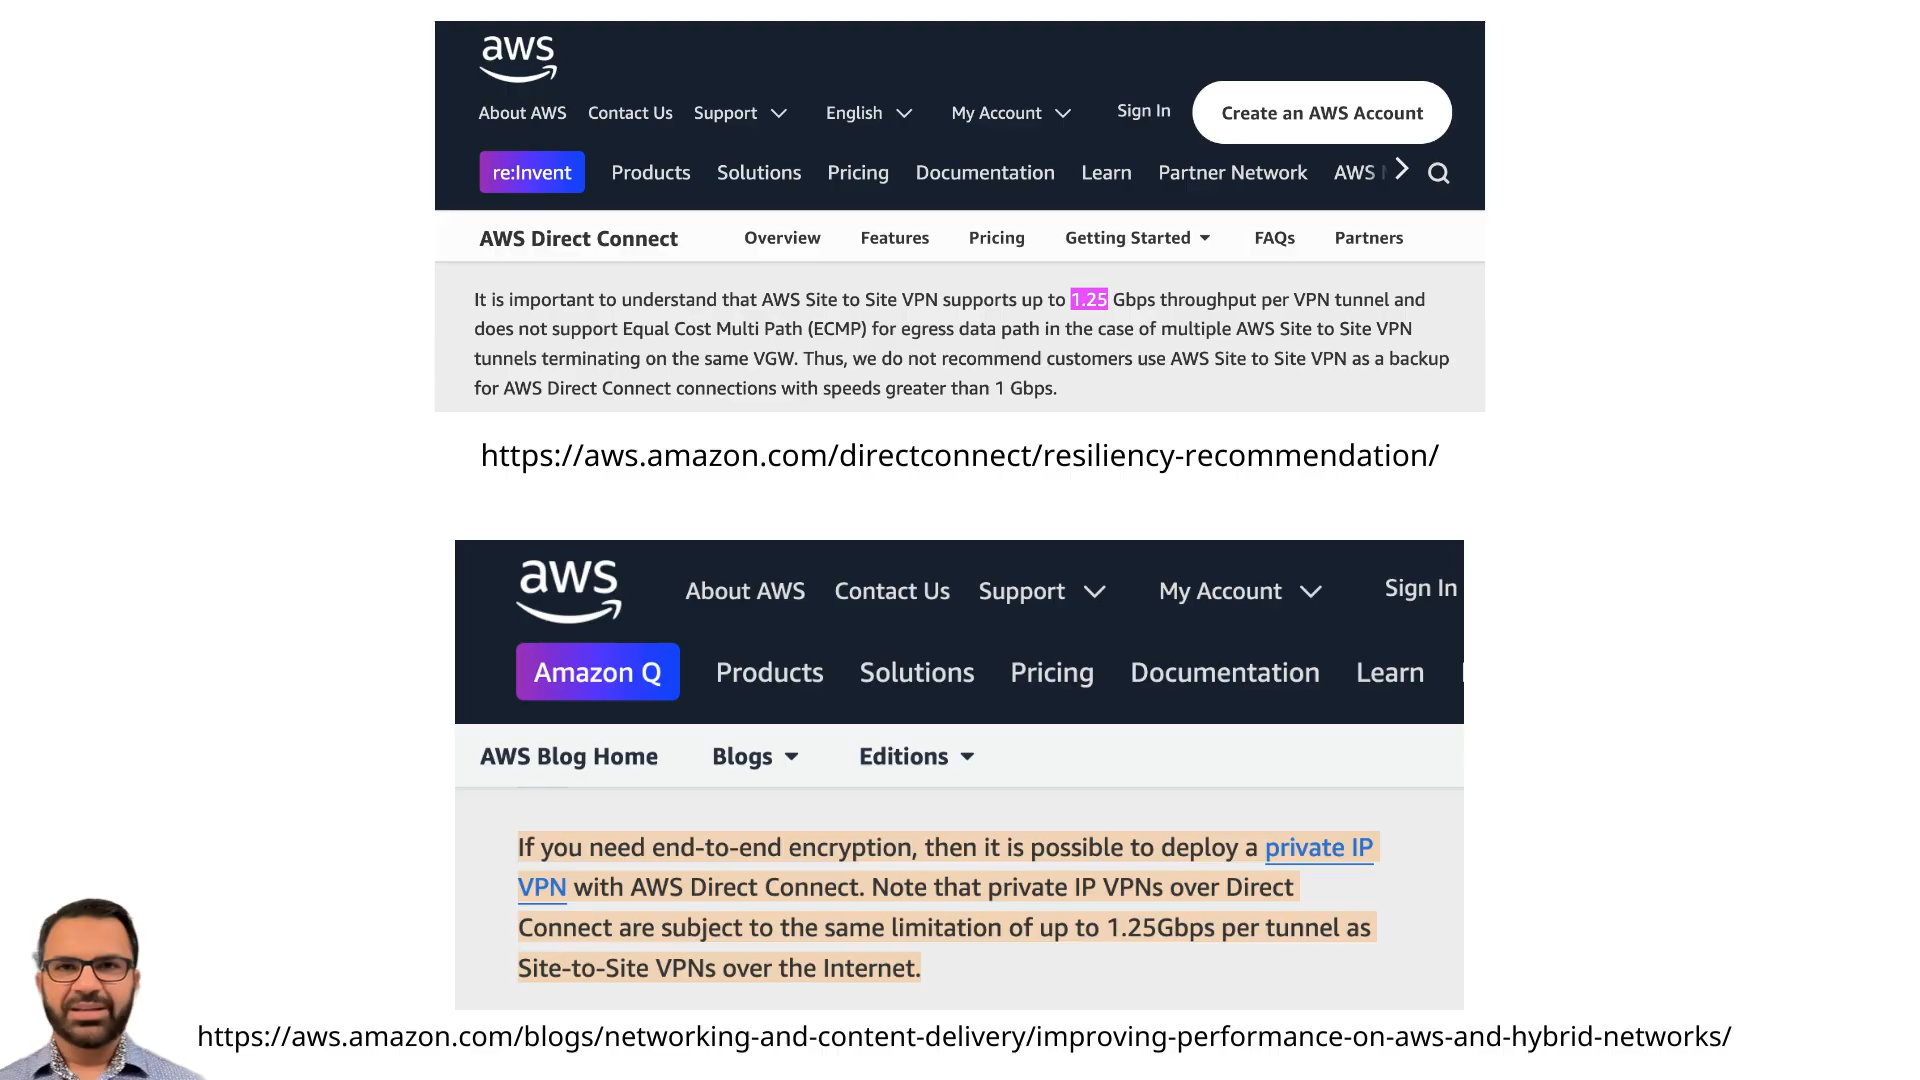 aws
About AWS Contact Us Support English My Account Sign In Create an AWS Account
re:Invent Products Solutions Pricing Documentation Learn Partner Network AWS
AWS Direct Connect Overview Features Pricing Getting Started FAQs Partners
It is important to understand that AWS Site to Site VPN supports up to 1.25 Gbps throughput per VPN tunnel and
does not support Equal Cost Multi Path (ECMP) for egress data path in the case of multiple AWS Site to Site VPN
tunnels terminating on the same VGW. Thus, we do not recommend customers use AWS Site to Site VPN as a backup
for AWS Direct Connect connections with speeds greater than 1 Gbps.
https://aws.amazon.com/directconnect/resiliency-recommendation/
aws
About AWS Contact Us Support My Account Sign In
Amazon Q Products Solutions Pricing Documentation Learn
AWS Blog Home Blogs Editions
If you need end-to-end encryption, then it is possible to deploy a private IP
VPN with AWS Direct Connect. Note that private IP VPNs over Direct
Connect are subject to the same limitation of up to 1.25Gbps per tunnel as
Site-to-Site VPNs over the Internet.
https://aws.amazon.com/blogs/networking-and-content-delivery/improving-performance-on-aws-and-hybrid-networks/